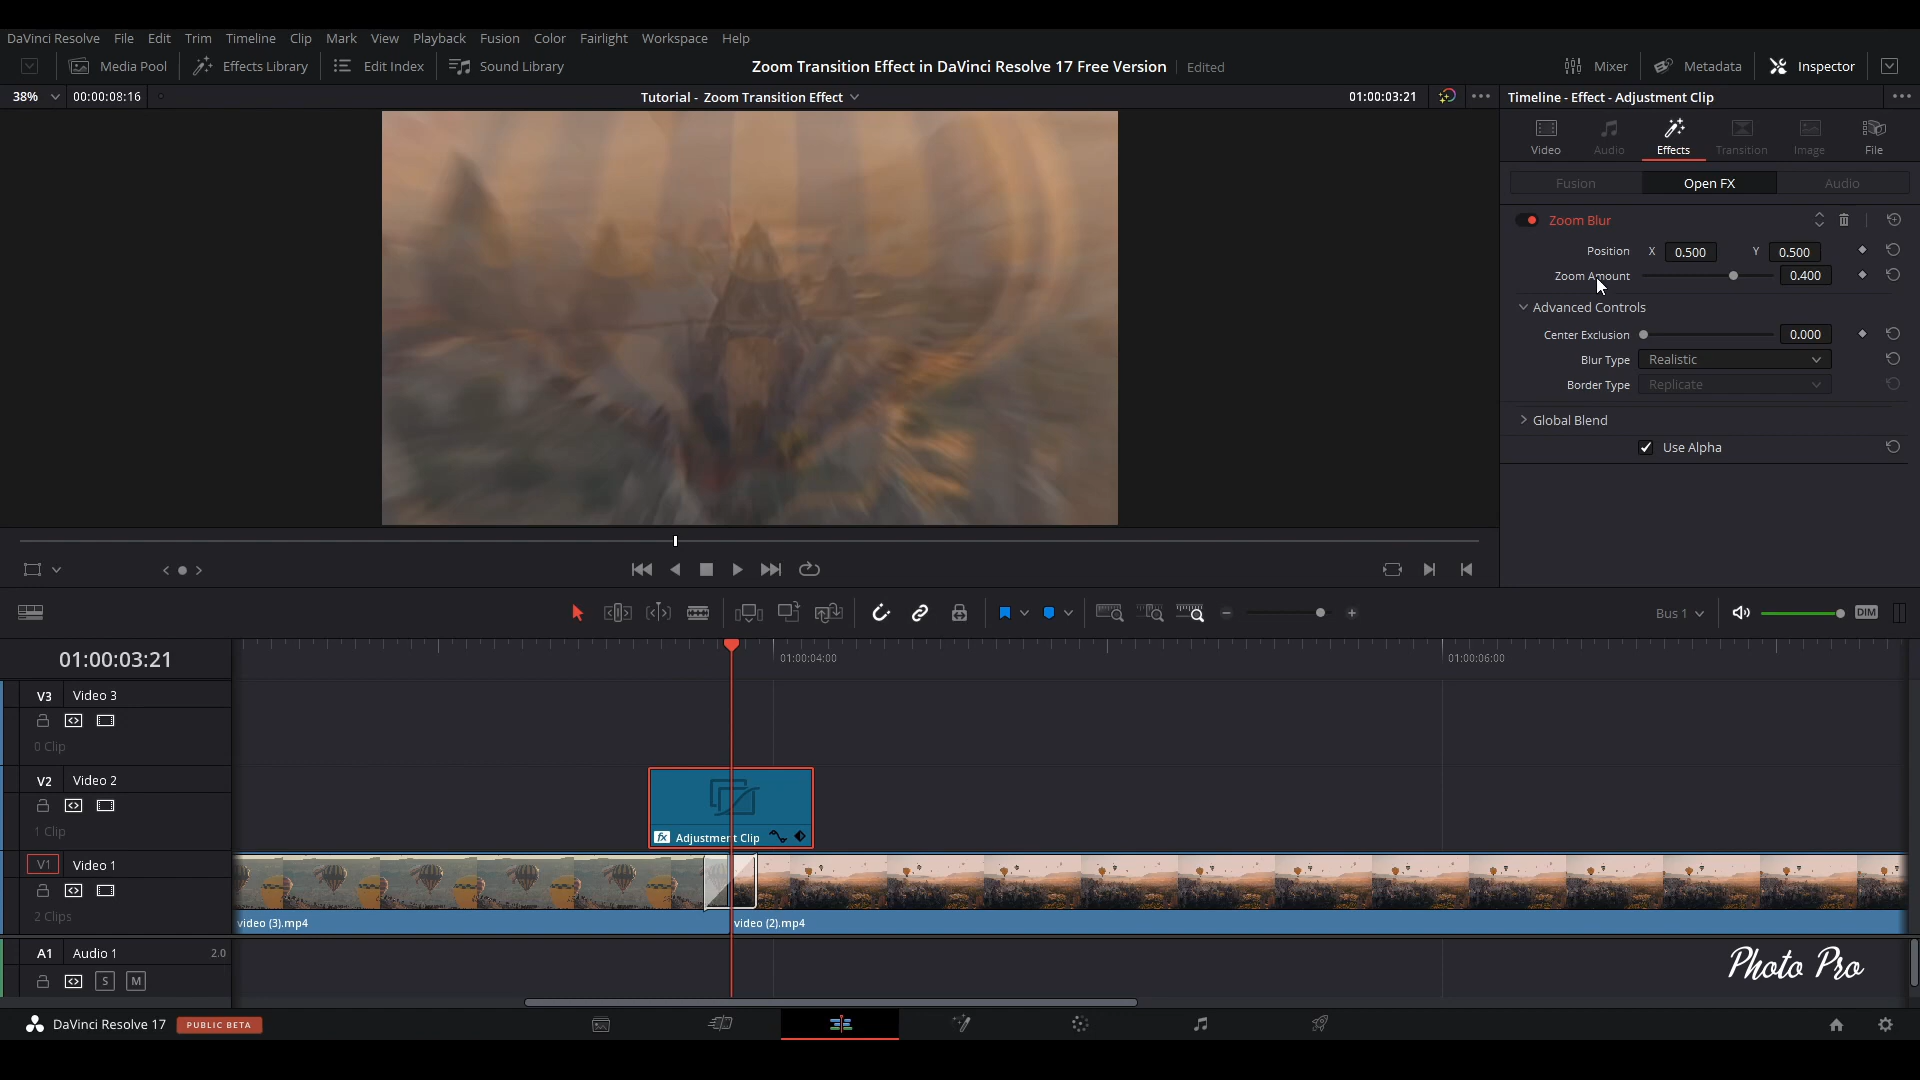 DaVinci Resolve File Edit Trim Timeline Clip Mark View Playback Fusion Color Fairlight Workspace Help
Media Pool Effects Library Edit Index Sound Library Zoom Transition Effect in DaVinci Resolve 17 Free Version Edited Mixer Metadata Inspector
38% 00:00:08:16 Tutorial - Zoom Transition Effect 01:00:03:21 Timeline - Effect - Adjustment Clip
Video Audio Effects Transition Image File
Fusion Open FX Audio
Zoom Blur
Position X 0.500 Y 0.500
Zoom Amount 0.400
Advanced Controls
Center Exclusion 0.000
Blur Type Realistic
Border Type Replicate
Global Blend
Use Alpha
Bus 1 DIM
01:00:03:21 01:00:04:00 01:00:06:00
V3 Video 3
0 Clip
V2 Video 2
1 Clip
fx Adjustment Clip
V1 Video 1
2 Clips
video (3).mp4 video (2).mp4
A1 Audio 1 2.0
S M
Photo Pro
DaVinci Resolve 17 PUBLIC BETA